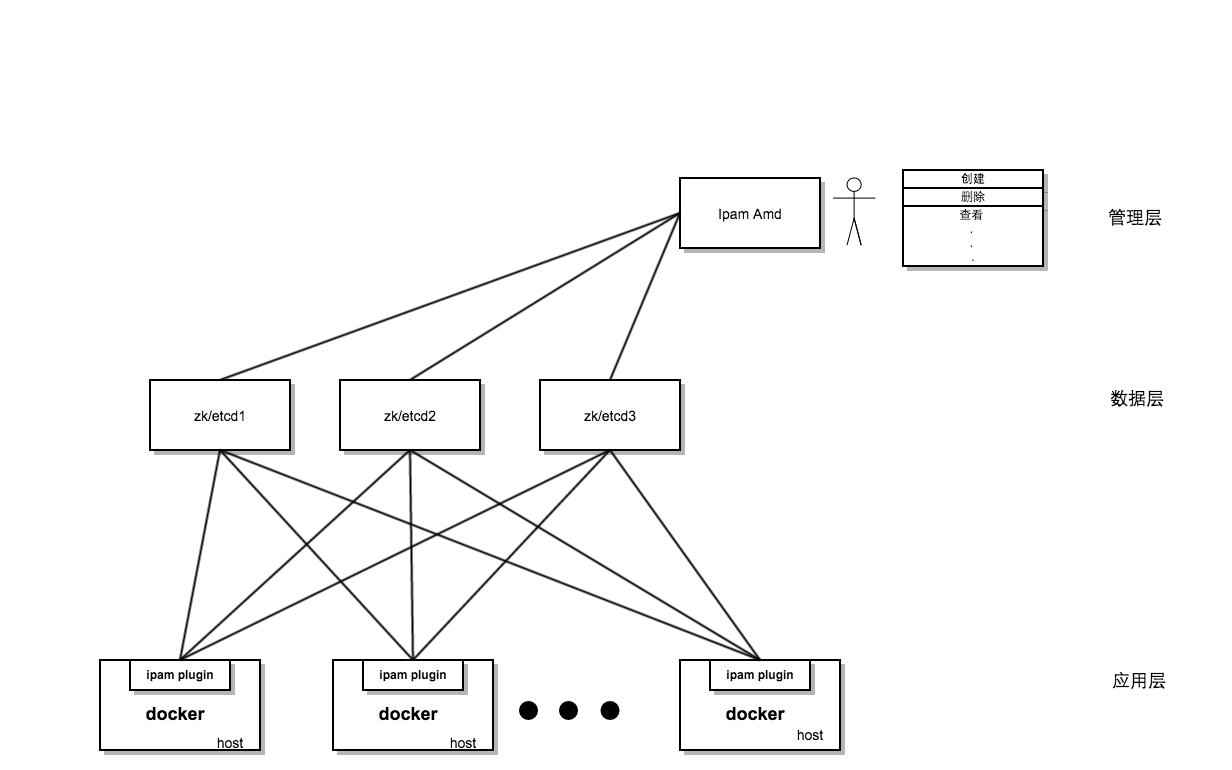 创建
删除
Ipam Amd
查看
.
.
.
管理层
zk/etcd1
zk/etcd2
zk/etcd3
数据层
ipam plugin
ipam plugin
ipam plugin
应用层
docker
docker
docker
host
host
host